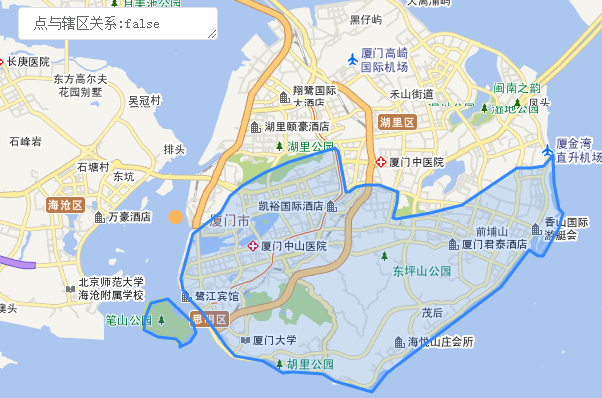 点与辖区关系:false
黑仔屿
长庚医院
厦门高崎
国际机场
东方高尔夫
花园别墅
翔鹭国际
大酒店
禾山街道
闽南之韵
吴冠村
凤头
湿地公园
湖里颐豪酒店
湖里区
石峰岩
排头
湖里公园
厦金湾
直升机场
石塘村
厦门中医院
东坑
海沧区
万豪酒店
凯裕国际酒店
厦门市
香山国际
游艇会
前埔山
厦门中山医院
厦门君泰酒店
东坪山公园
北京师范大学
海沧附属学校
鹭江宾馆
笔山公园
思明区
茂后
厦门大学
海悦山庄会所
胡里山公园